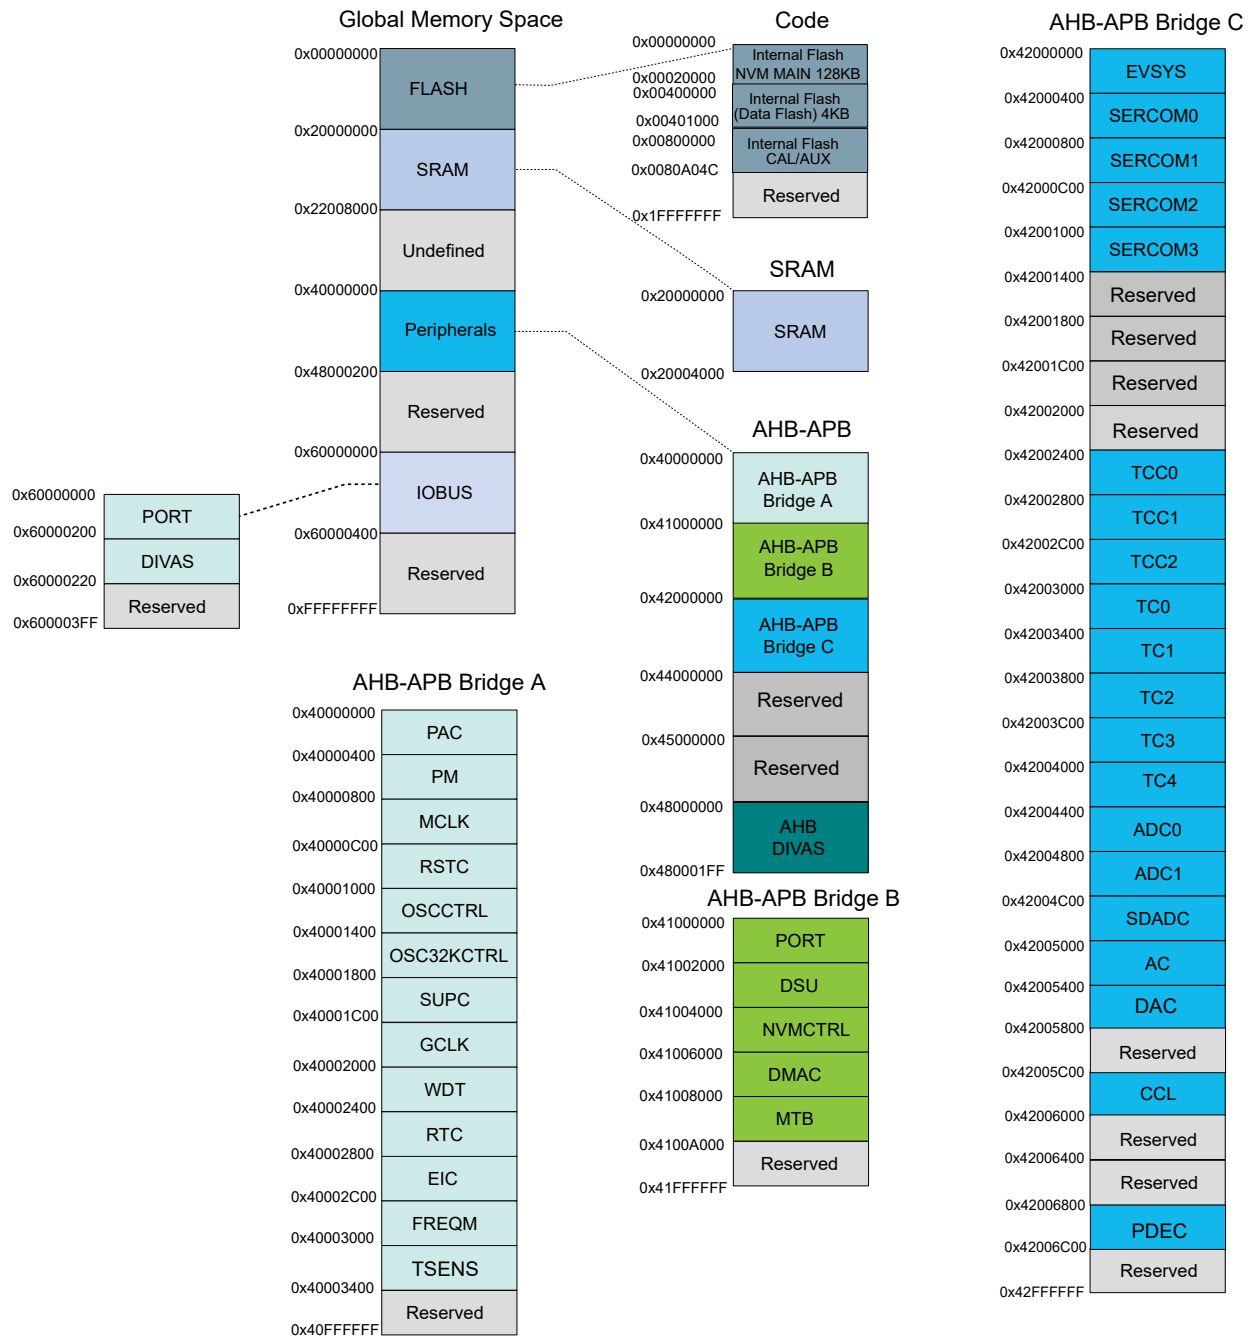 Global Memory Space
0x00000000
FLASH
0x20000000
SRAM
0x22008000
Undefined
0x40000000
Peripherals
0x48000200
Reserved
0x60000000
IOBUS
0x60000400
Reserved
0xFFFFFFFF
0x60000000
PORT
0x60000200
DIVAS
0x60000220
Reserved
0x600003FF
Code
0x00000000
Internal Flash
NVM MAIN 128KB
0x00020000
0x00400000
Internal Flash
(Data Flash) 4KB
0x00401000
0x00800000
Internal Flash
CAL/AUX
0x0080A04C
Reserved
0x1FFFFFFF
SRAM
0x20000000
SRAM
0x20004000
AHB-APB
0x40000000
AHB-APB
Bridge A
0x41000000
AHB-APB
Bridge B
0x42000000
AHB-APB
Bridge C
0x44000000
Reserved
0x45000000
Reserved
0x48000000
AHB
DIVAS
0x480001FF
AHB-APB Bridge A
0x40000000
PAC
0x40000400
PM
0x40000800
MCLK
0x40000C00
RSTC
0x40001000
OSCCTRL
0x40001400
OSC32KCTRL
0x40001800
SUPC
0x40001C00
GCLK
0x40002000
WDT
0x40002400
RTC
0x40002800
EIC
0x40002C00
FREQM
0x40003000
TSENS
0x40003400
Reserved
0x40FFFFFF
AHB-APB Bridge B
0x41000000
PORT
0x41002000
DSU
0x41004000
NVMCTRL
0x41006000
DMAC
0x41008000
MTB
0x4100A000
Reserved
0x41FFFFFF
AHB-APB Bridge C
0x42000000
EVSYS
0x42000400
SERCOM0
0x42000800
SERCOM1
0x42000C00
SERCOM2
0x42001000
SERCOM3
0x42001400
Reserved
0x42001800
Reserved
0x42001C00
Reserved
0x42002000
Reserved
0x42002400
TCC0
0x42002800
TCC1
0x42002C00
TCC2
0x42003000
TC0
0x42003400
TC1
0x42003800
TC2
0x42003C00
TC3
0x42004000
TC4
0x42004400
ADC0
0x42004800
ADC1
0x42004C00
SDADC
0x42005000
AC
0x42005400
DAC
0x42005800
Reserved
0x42005C00
CCL
0x42006000
Reserved
0x42006400
Reserved
0x42006800
PDEC
0x42006C00
Reserved
0x42FFFFFF